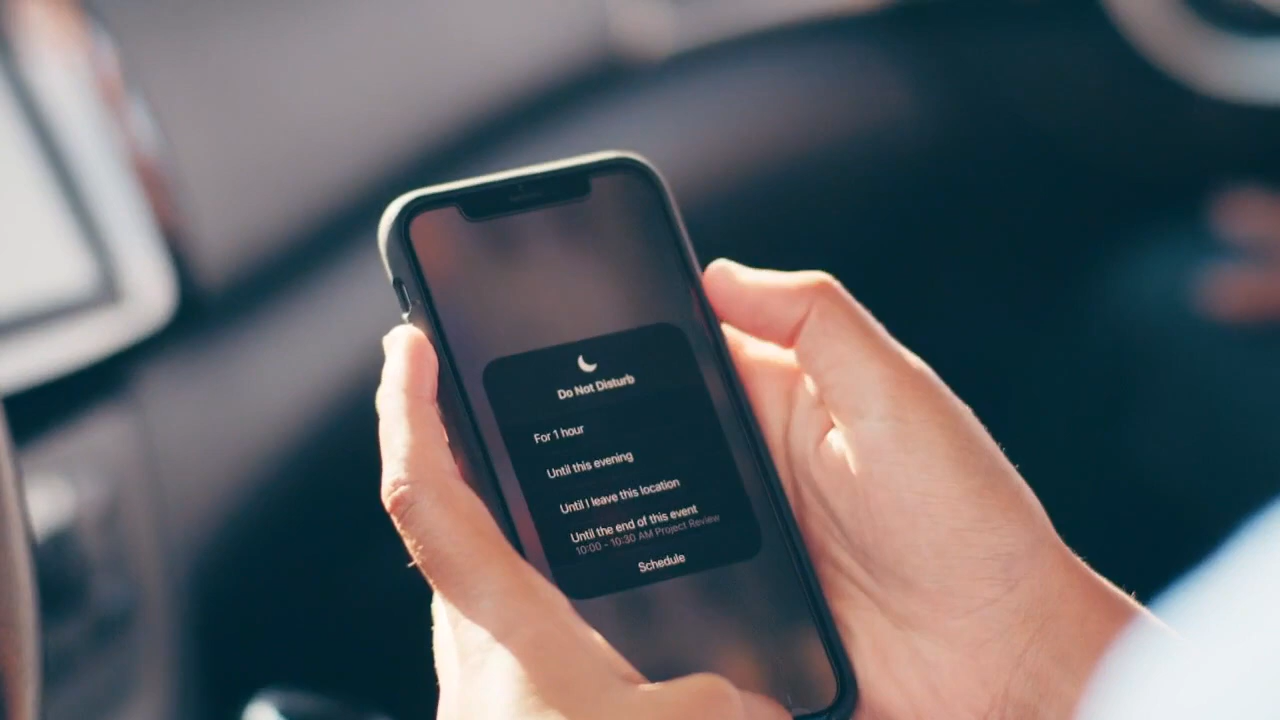 Do Not Disturb
For 1 hour
Until this evening
Until I leave this location
Until the end of this event
10:00 - 10:30 AM Project Review
Schedule